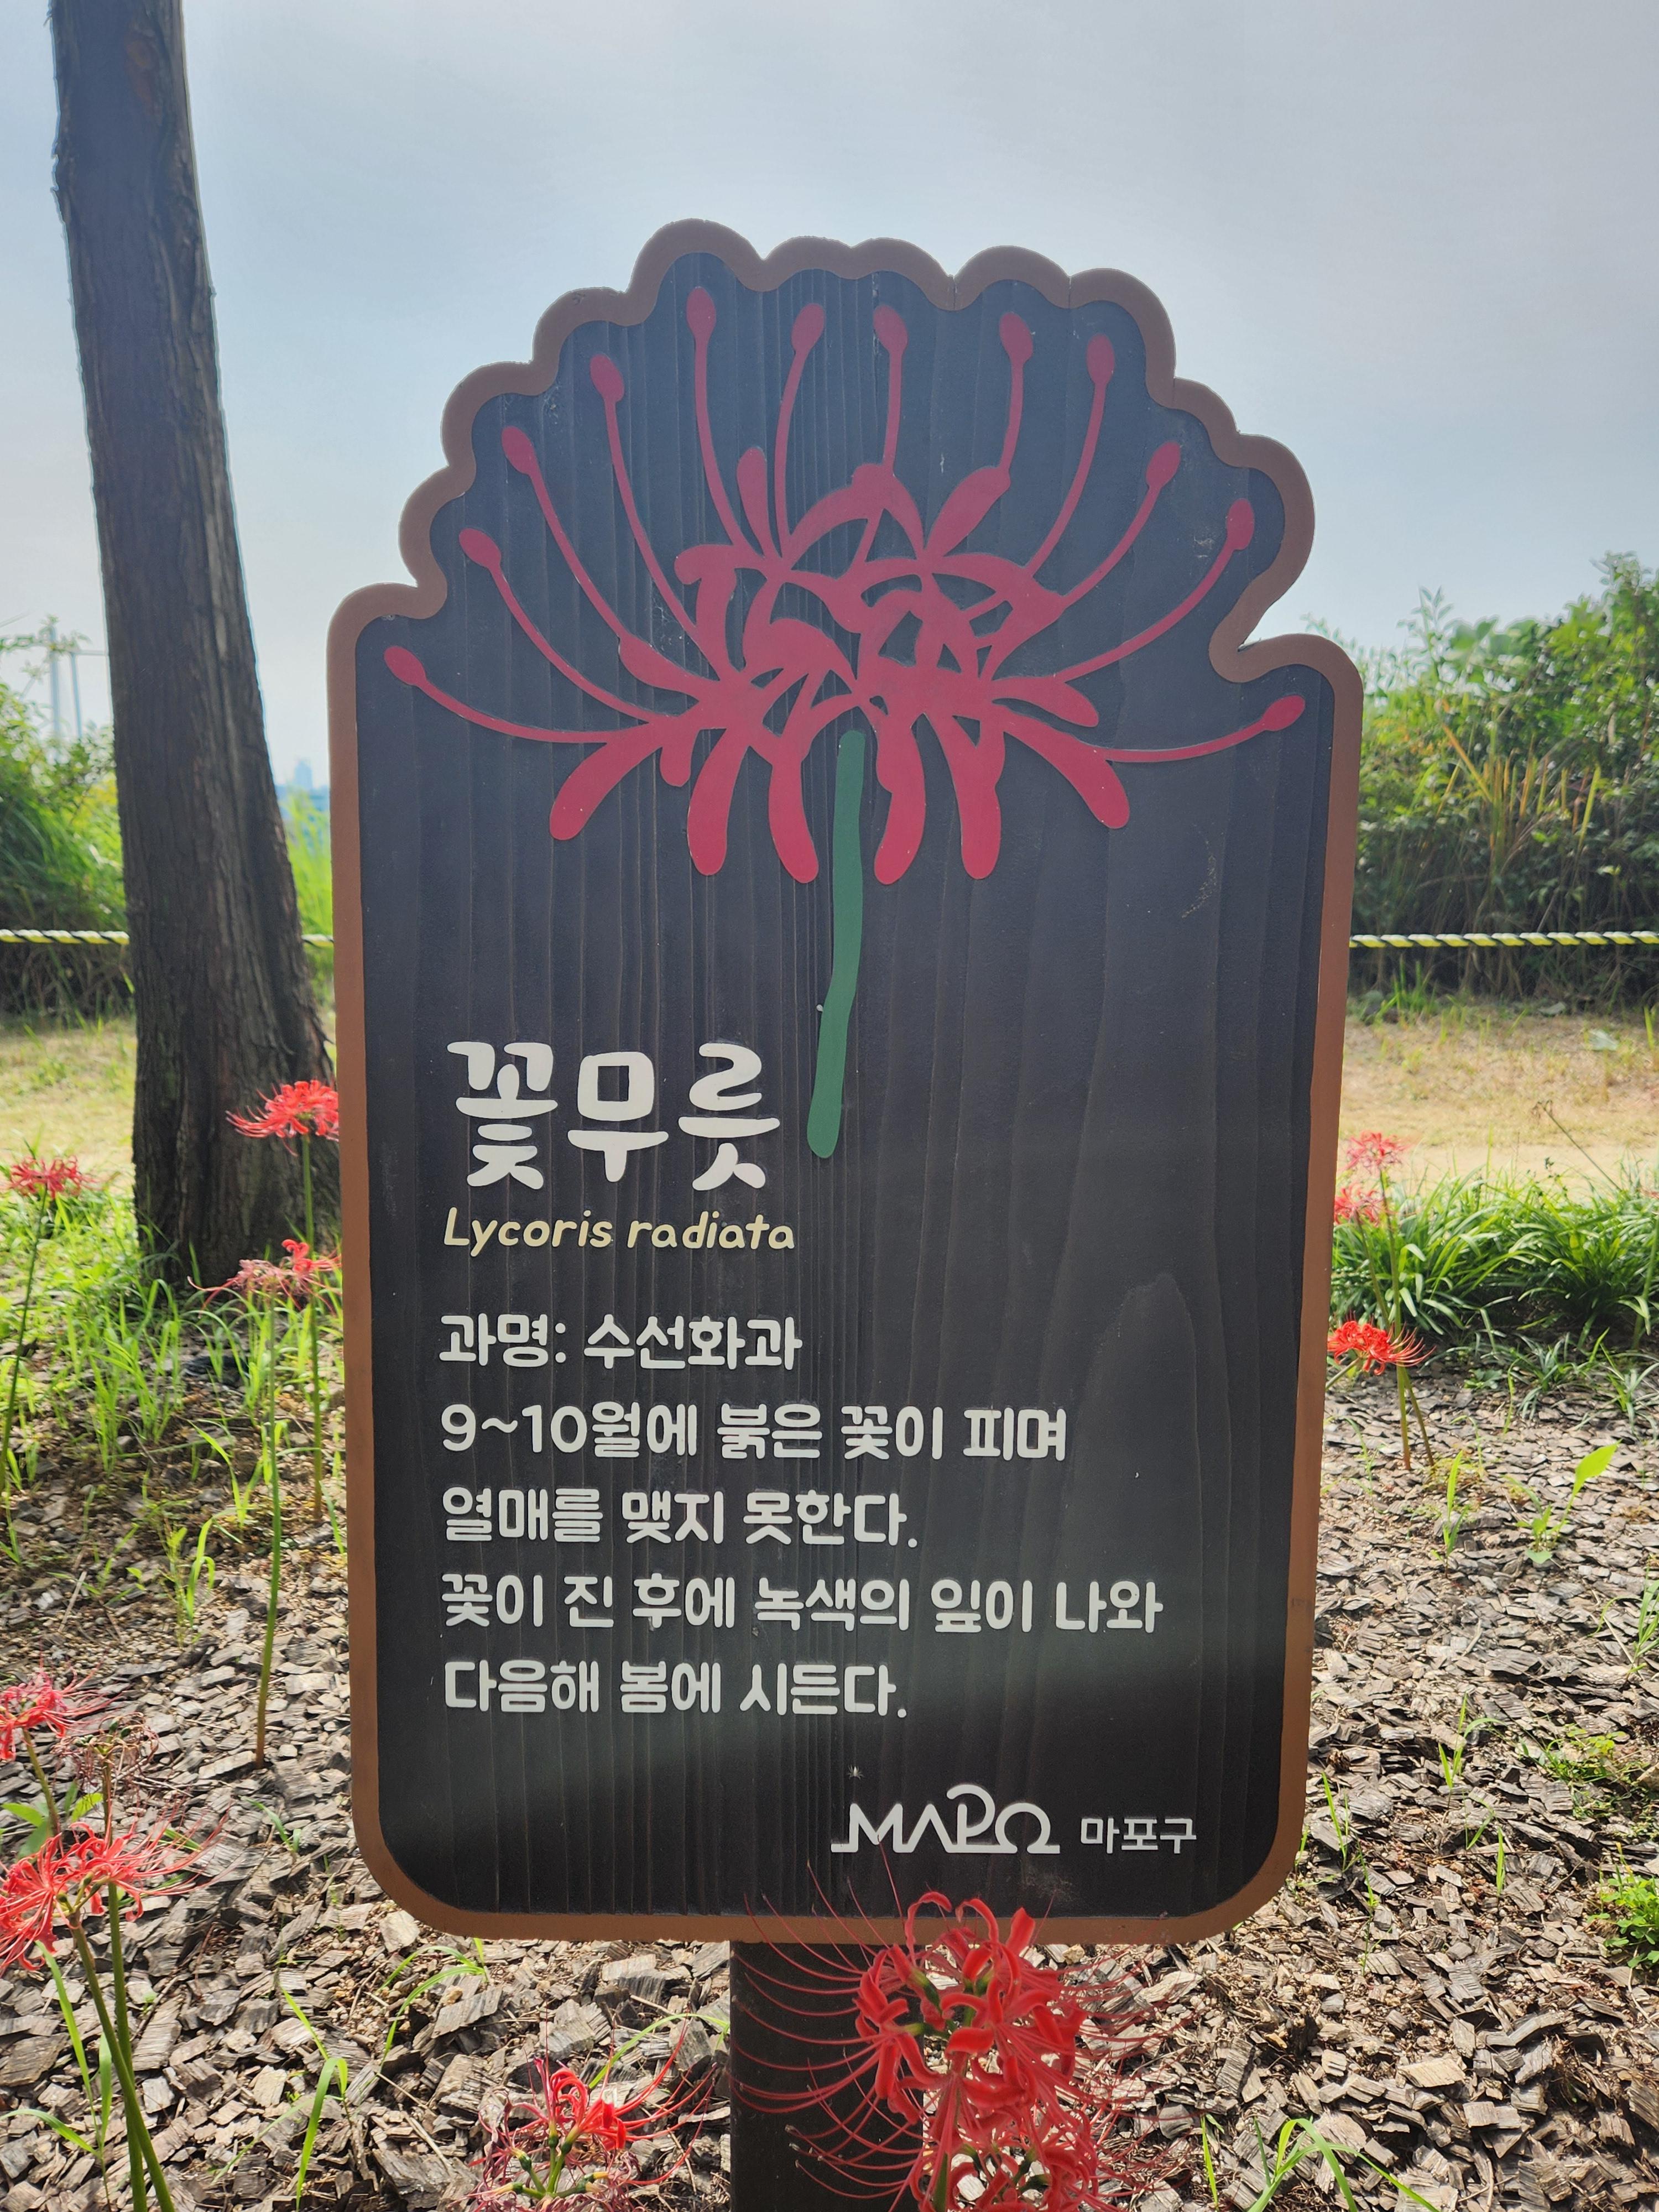 꽃무릇
Lycoris radiata
과명: 수선화과
9~10월에 붉은 꽃이 피며
열매를 맺지 못한다.
꽃이 진 후에 녹색의 잎이 나와
다음해 봄에 시든다.
MAPO 마포구